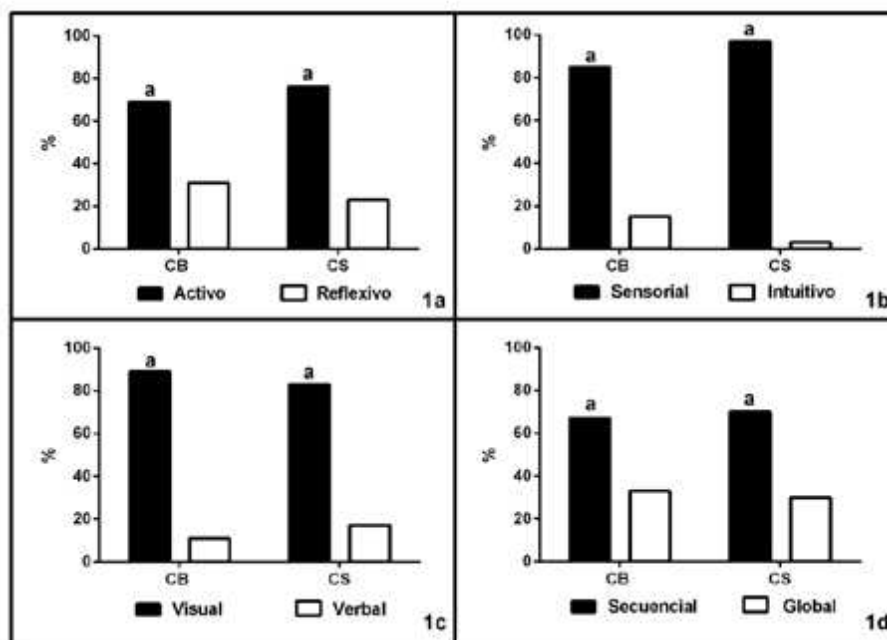 100
80
60
40
20
0
%
a
a
CB
CS
Activo
Reflexivo
1a
100
80
60
40
20
0
%
a
a
CB
CS
Sensorial
Intuitivo
1b
100
80
60
40
20
0
%
a
a
CB
CS
Visual
Verbal
1c
100
80
60
40
20
0
%
a
a
CB
CS
Secuencial
Global
1d